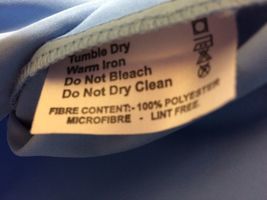 Tumble Dry
Warm Iron
Do Not Bleach
Do Not Dry Clean
FIBRE CONTENT:- 100% POLYESTER
MICROFIBRE - LINT FREE.